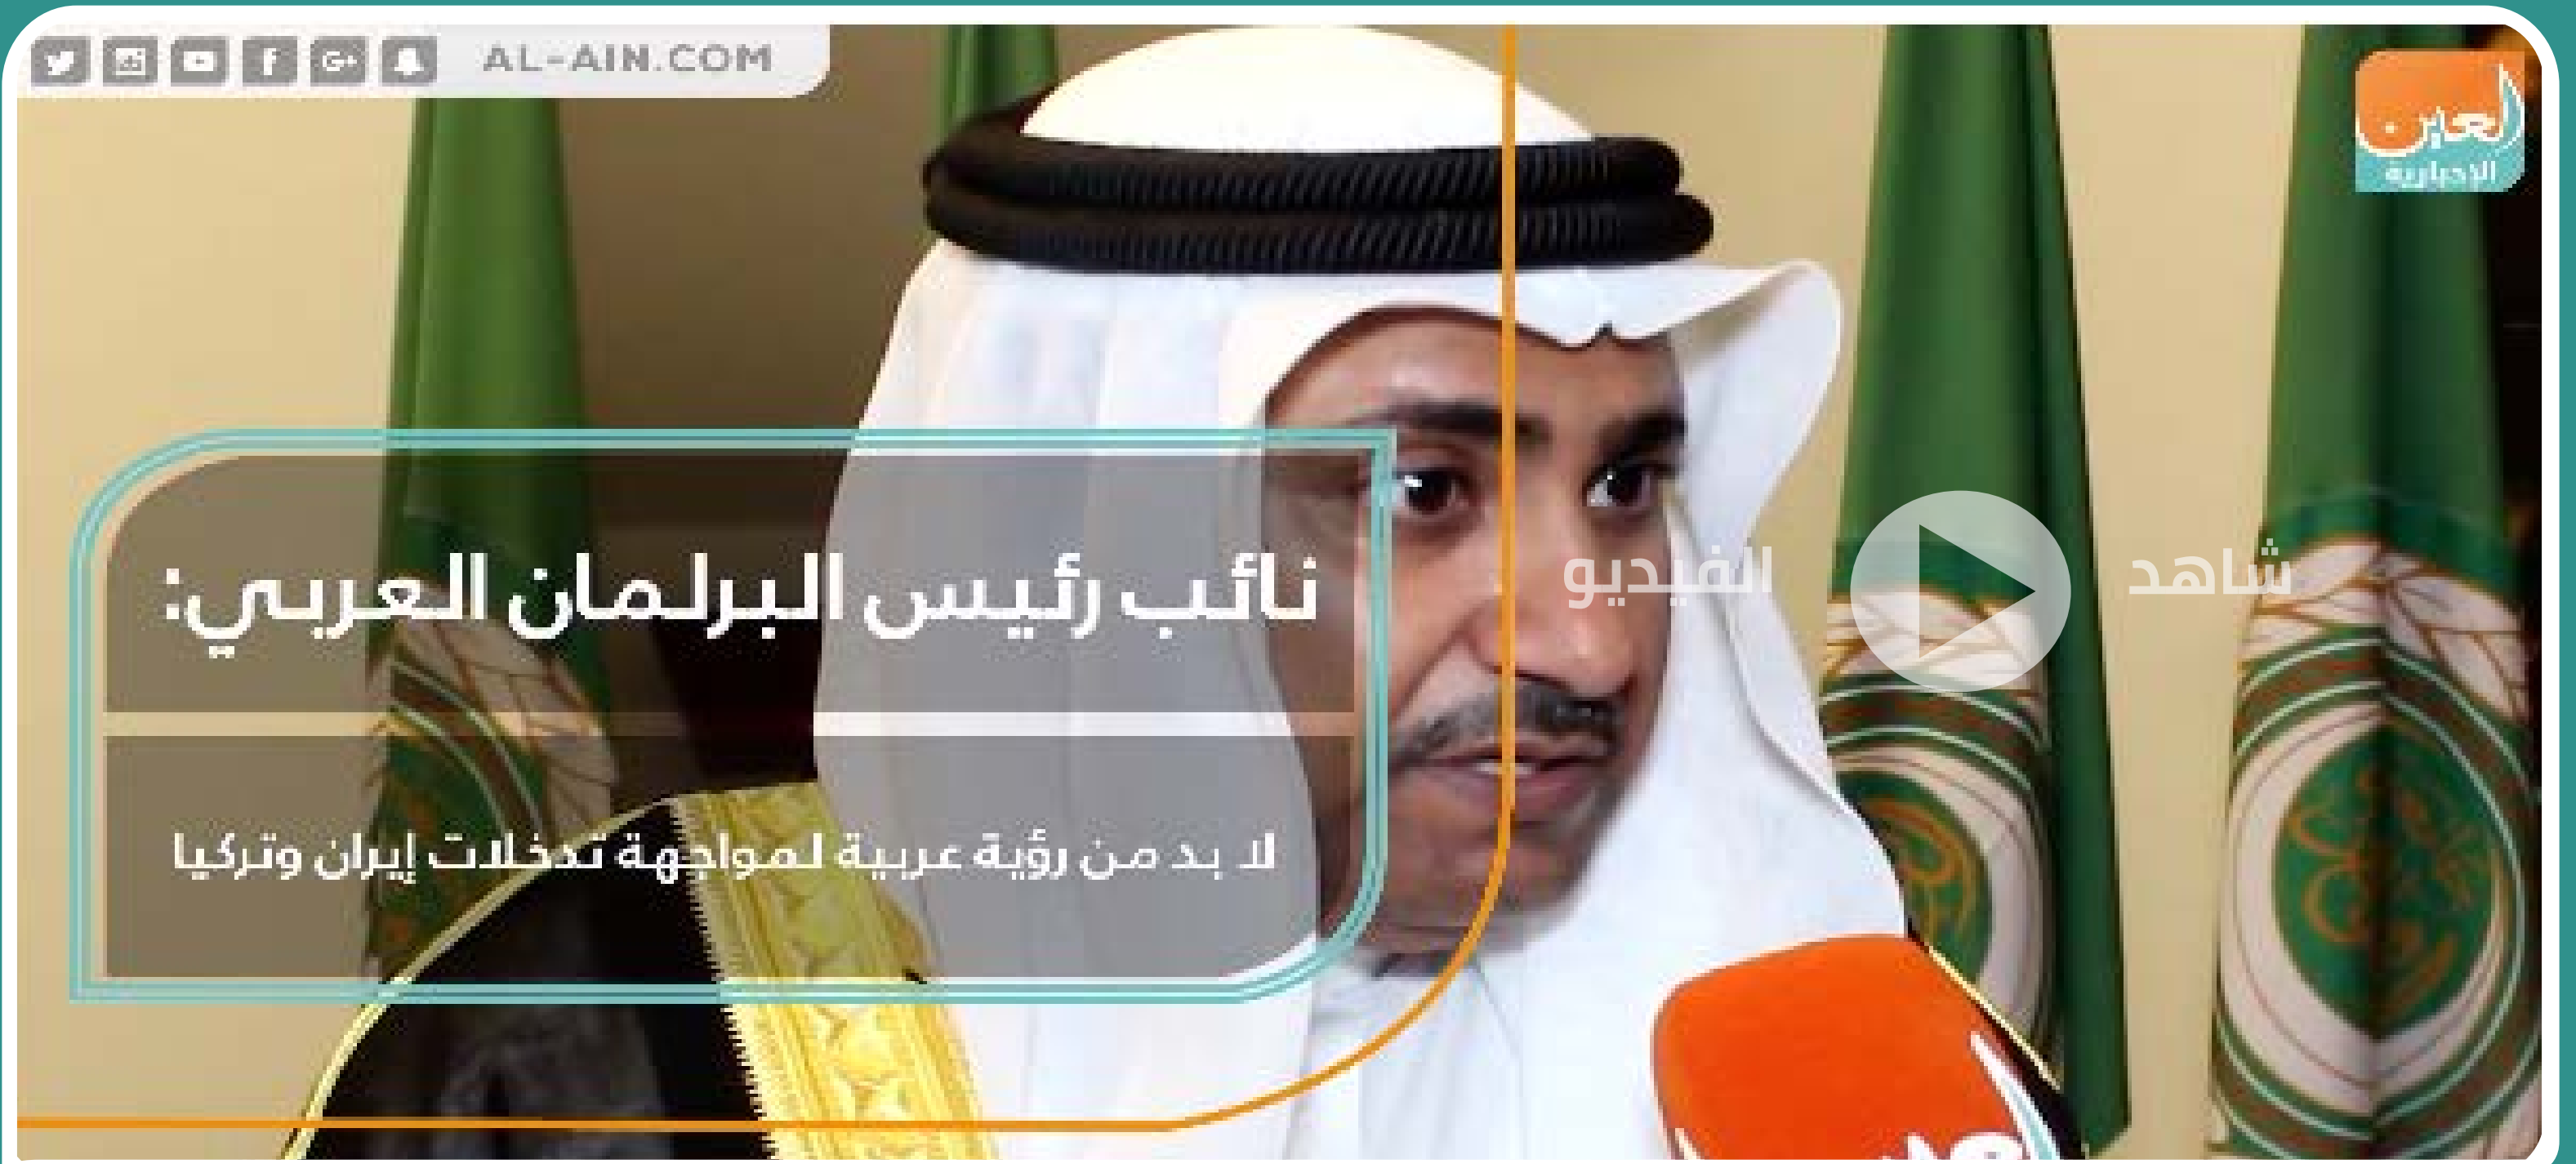 AL-AIN.COM
العين
الإخبارية
نائب رئيس البرلمان العربي:
شاهد الفيديو
لا بد من رؤية عربية لمواجهة تدخلات إيران وتركيا